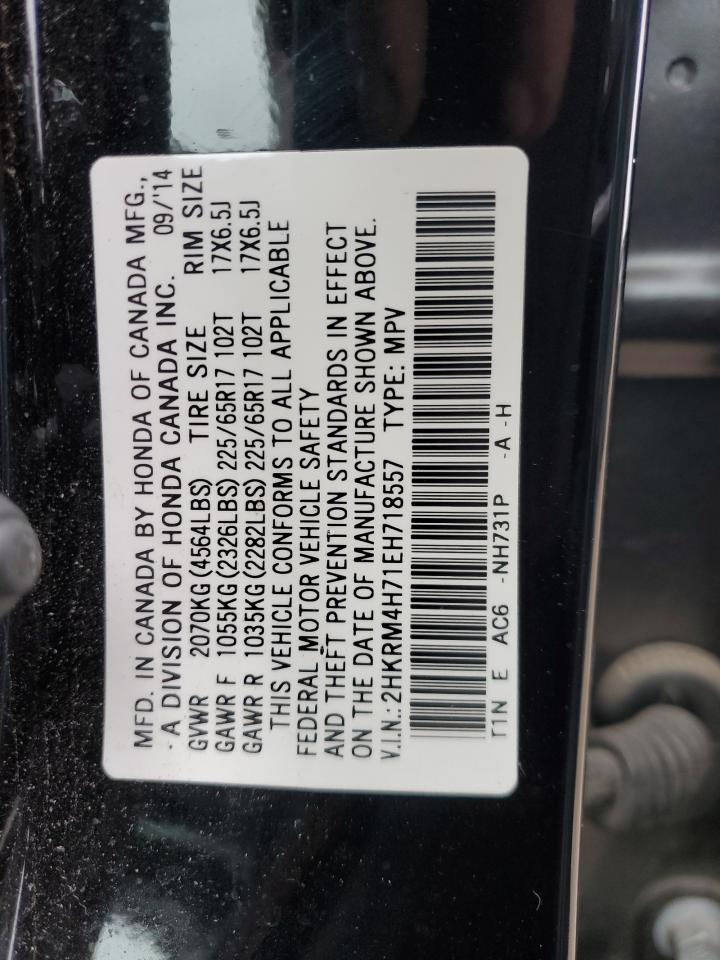 MFD. IN CANADA BY HONDA OF CANADA MFG.,
A DIVISION OF HONDA CANADA INC. 09/'14
GVWR 2070KG (4564LBS) TIRE SIZE RIM SIZE
GAWR F 1055KG (2326LBS) 225/65R17 102T 17X6.5J
GAWR R 1035KG (2282LBS) 225/65R17 102T 17X6.5J
THIS VEHICLE CONFORMS TO ALL APPLICABLE
FEDERAL MOTOR VEHICLE SAFETY
AND THEFT PREVENTION STANDARDS IN EFFECT
ON THE DATE OF MANUFACTURE SHOWN ABOVE.
V.I.N.: 2HKRM4H71EH718557 TYPE: MPV
E AC6 -NH731P -A -H